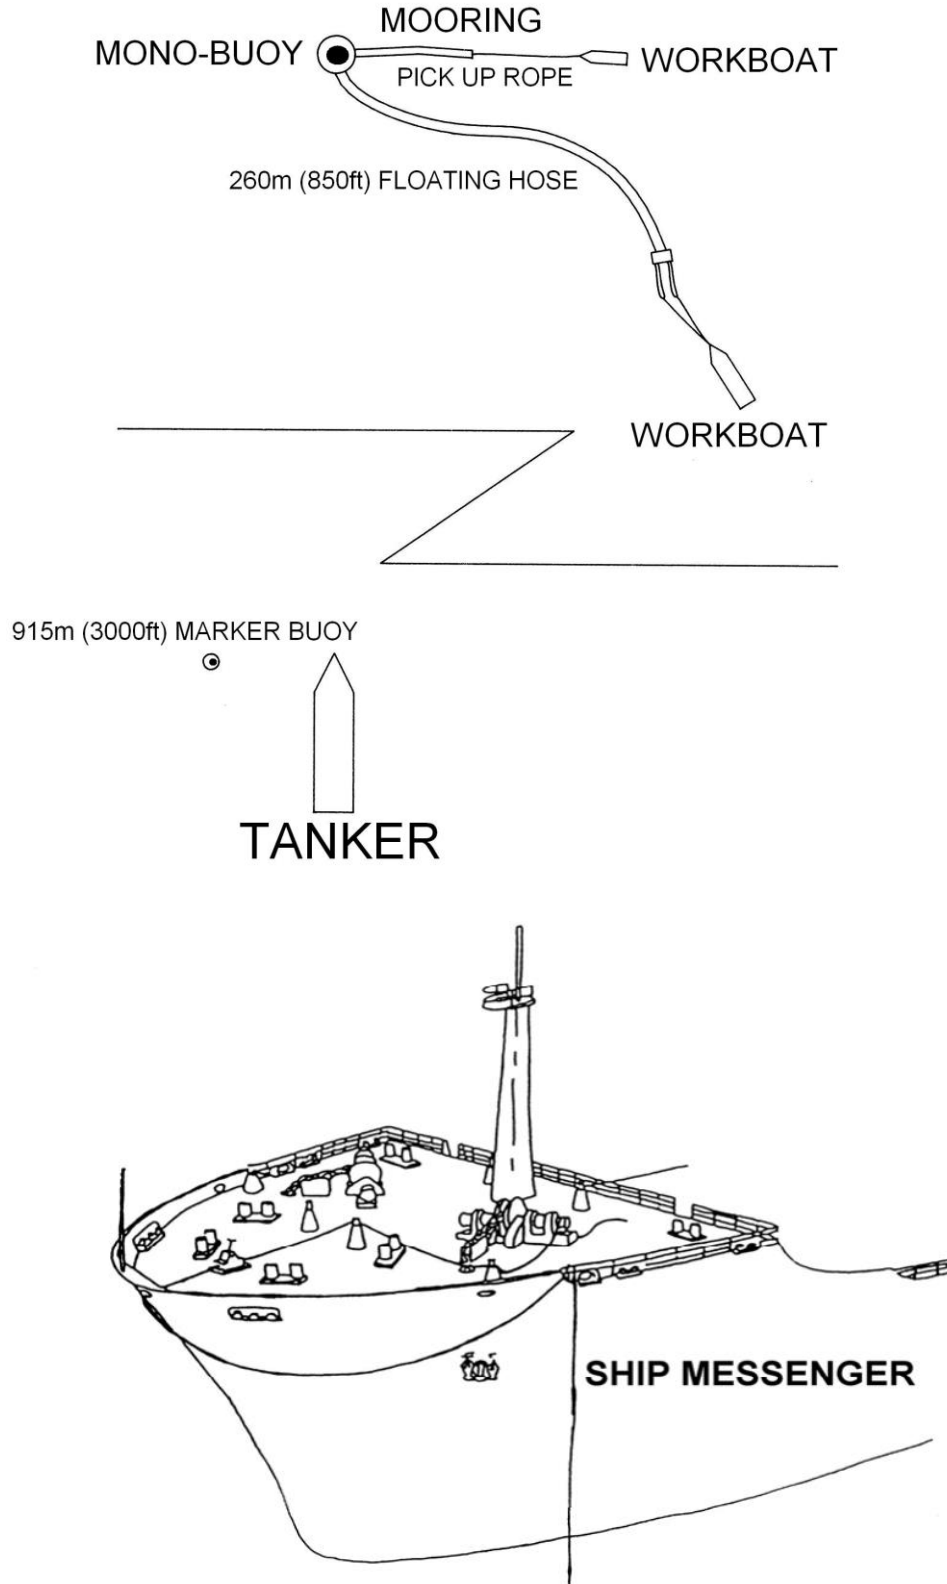 MOORING
MONO-BUOY
WORKBOAT
PICK UP ROPE
260m (850ft) FLOATING HOSE
WORKBOAT
915m (3000ft) MARKER BUOY
TANKER
SHIP MESSENGER